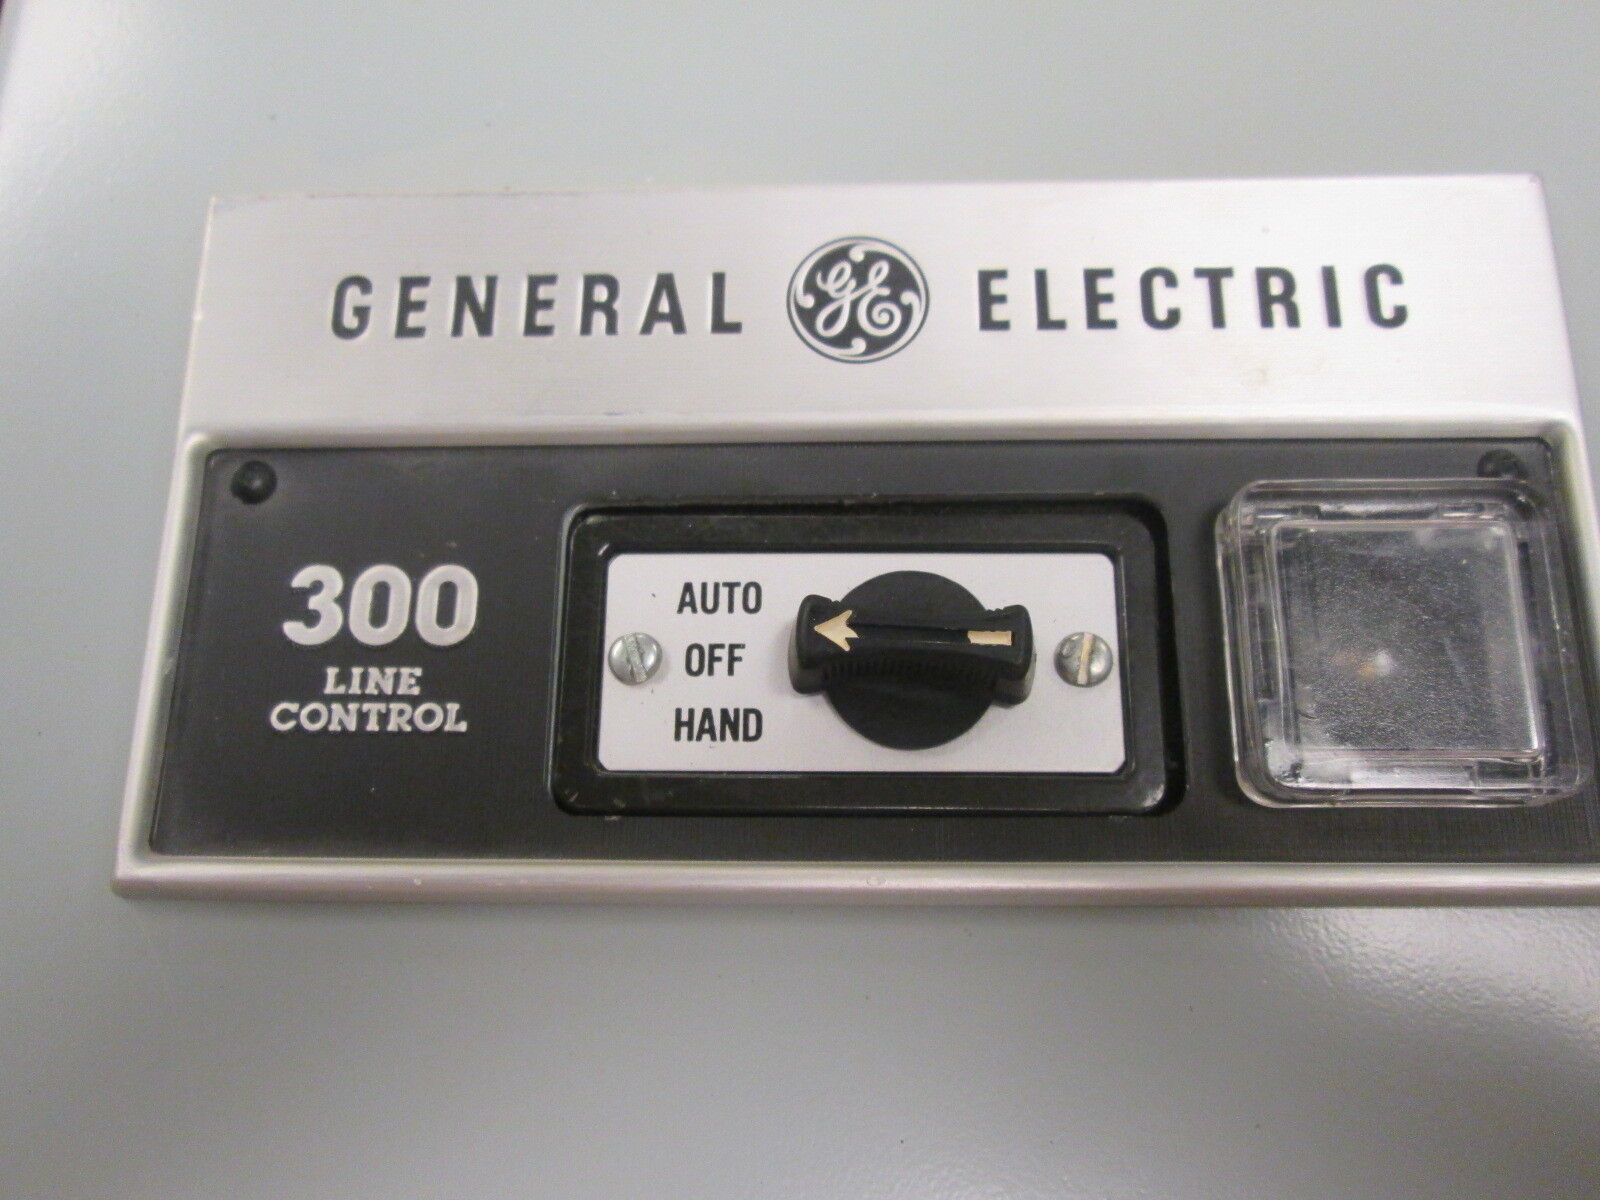 GENERAL GE ELECTRIC
300
LINE
CONTROL
AUTO
OFF
HAND